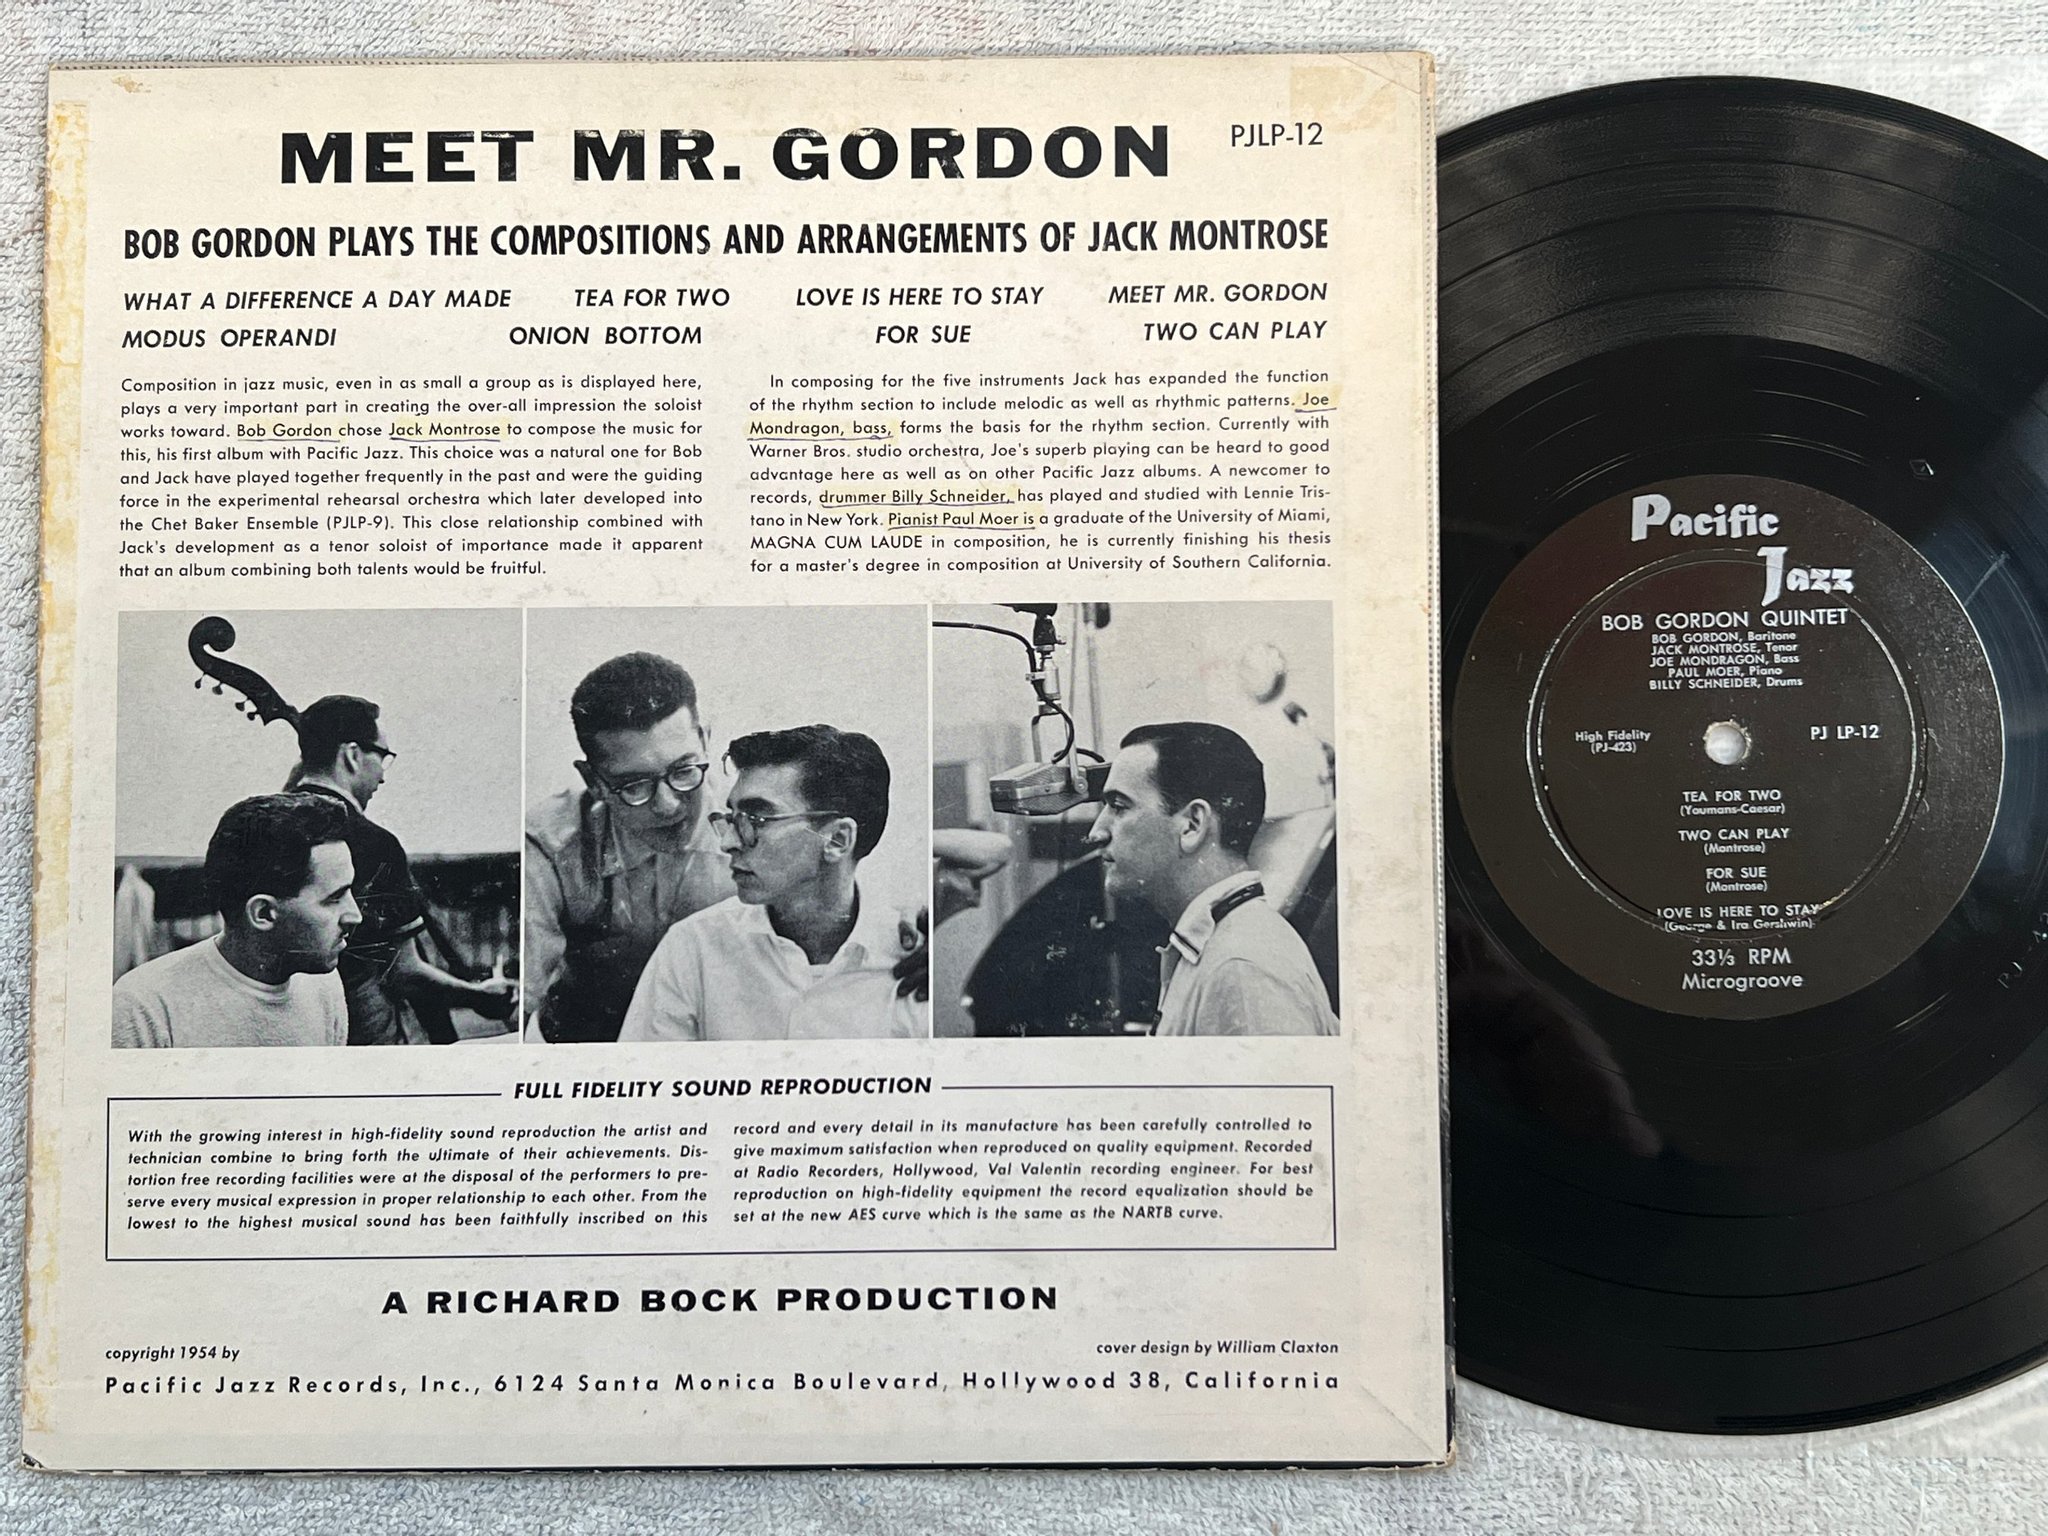 MEET MR. GORDON
PJLP-12
BOB GORDON PLAYS THE COMPOSITIONS AND ARRANGEMENTS OF JACK MONTROSE
WHAT A DIFFERENCE A DAY MADE TEA FOR TWO LOVE IS HERE TO STAY MEET MR. GORDON
MODUS OPERANDI ONION BOTTOM FOR SUE TWO CAN PLAY
Composition in jazz music, even in as small a group as is displayed here,
plays a very important part in creating the over-all impression the soloist
works toward. Bob Gordon chose Jack Montrose to compose the music for
this, his first album with Pacific Jazz. This choice was a natural one for Bob
and Jack have played together frequently in the past and were the guiding
force in the experimental rehearsal orchestra which later developed into
the Chet Baker Ensemble (PJLP-9). This close relationship combined with
Jack's development as a tenor soloist of importance made it apparent
that an album combining both talents would be fruitful.
In composing for the five instruments Jack has expanded the function
of the rhythm section to include melodic as well as rhythmic patterns. Joe
Mondragon, bass, forms the basis for the rhythm section. Currently with
Warner Bros. studio orchestra, Joe's superb playing can be heard to good
advantage here as well as on other Pacific Jazz albums. A newcomer to
records, drummer Billy Schneider, has played and studied with Lennie Tris-
tano in New York. Pianist Paul Moer is a graduate of the University of Miami,
MAGNA CUM LAUDE in composition, he is currently finishing his thesis
for a master's degree in composition at University of Southern California.
FULL FIDELITY SOUND REPRODUCTION
With the growing interest in high-fidelity sound reproduction the artist and
technician combine to bring forth the ultimate of their achievements. Dis-
tortion free recording facilities were at the disposal of the performers to pre-
serve every musical expression in proper relationship to each other. From the
lowest to the highest musical sound has been faithfully inscribed on this
record and every detail in its manufacture has been carefully controlled to
give maximum satisfaction when reproduced on quality equipment. Recorded
at Radio Recorders, Hollywood, Val Valentin recording engineer. For best
reproduction on high-fidelity equipment the record equalization should be
set at the new AES curve which is the same as the NARTB curve.
A RICHARD BOCK PRODUCTION
copyright 1954 by
cover design by William Claxton
Pacific Jazz Records, Inc., 6124 Santa Monica Boulevard, Hollywood 38, California
Pacific
Jazz
BOB GORDON QUINTET
BOB GORDON, Baritone
JACK MONTROSE, Tenor
JOE MONDRAGON, Bass
PAUL MOER, Piano
BILLY SCHNEIDER, Drums
High Fidelity
(PJ-423)
PJ LP-12
TEA FOR TWO
(Youmans-Caesar)
TWO CAN PLAY
(Montrose)
FOR SUE
(Montrose)
LOVE IS HERE TO STAY
(George & Ira Gershwin)
33⅓ RPM
Microgroove